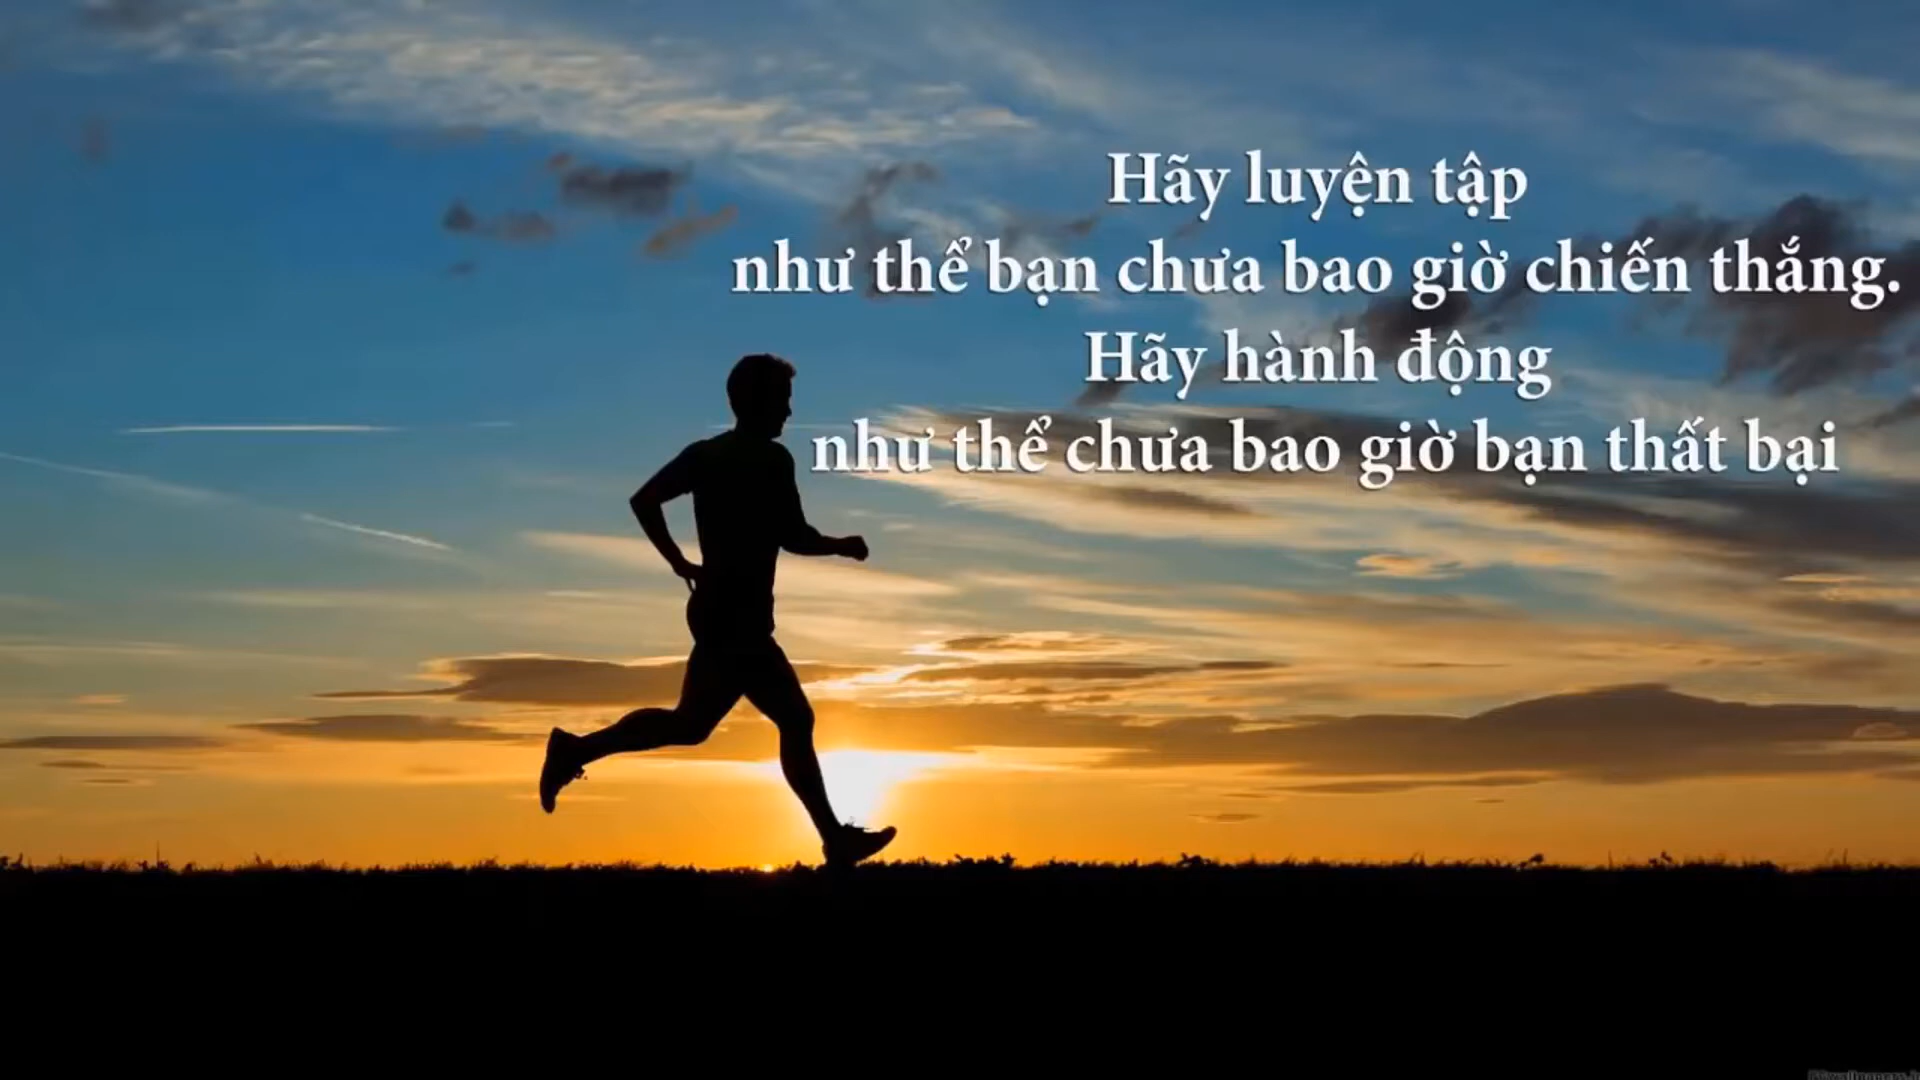 Hãy luyện tập
như thể bạn chưa bao giờ chiến thắng.
Hãy hành động
như thể chưa bao giờ bạn thất bại